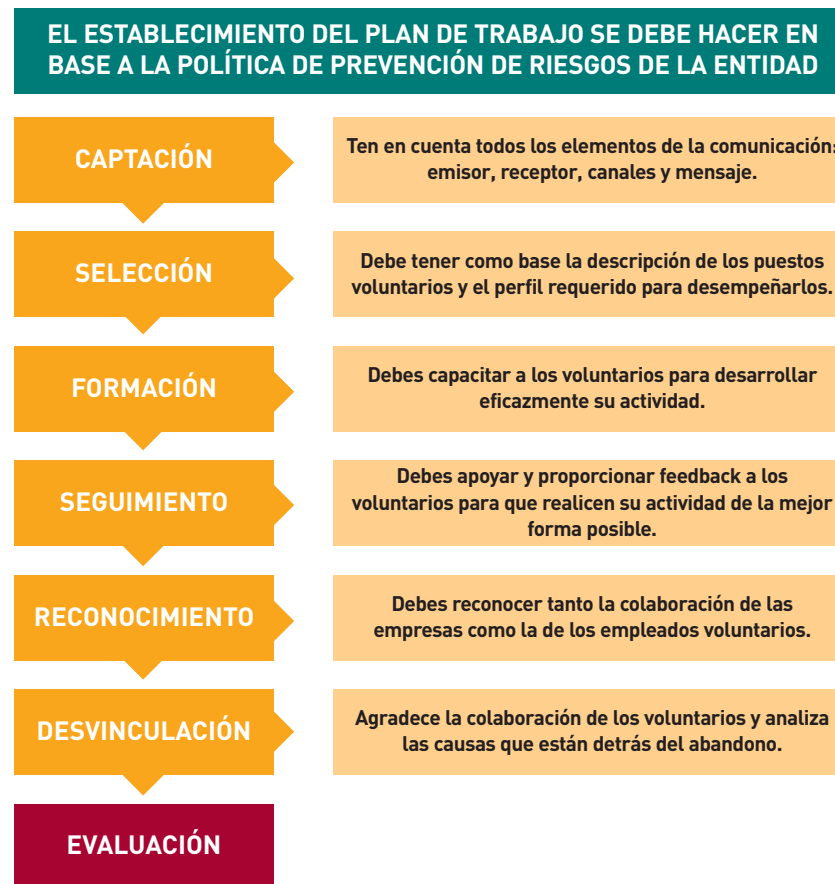 EL ESTABLECIMIENTO DEL PLAN DE TRABAJO SE DEBE HACER EN
BASE A LA POLÍTICA DE PREVENCIÓN DE RIESGOS DE LA ENTIDAD
CAPTACIÓN
Ten en cuenta todos los elementos de la comunicación:
emisor, receptor, canales y mensaje.
SELECCIÓN
Debe tener como base la descripción de los puestos
voluntarios y el perfil requerido para desempeñarlos.
FORMACIÓN
Debes capacitar a los voluntarios para desarrollar
eficazmente su actividad.
SEGUIMIENTO
Debes apoyar y proporcionar feedback a los
voluntarios para que realicen su actividad de la mejor
forma posible.
RECONOCIMIENTO
Debes reconocer tanto la colaboración de las
empresas como la de los empleados voluntarios.
DESVINCULACIÓN
Agradece la colaboración de los voluntarios y analiza
las causas que están detrás del abandono.
EVALUACIÓN